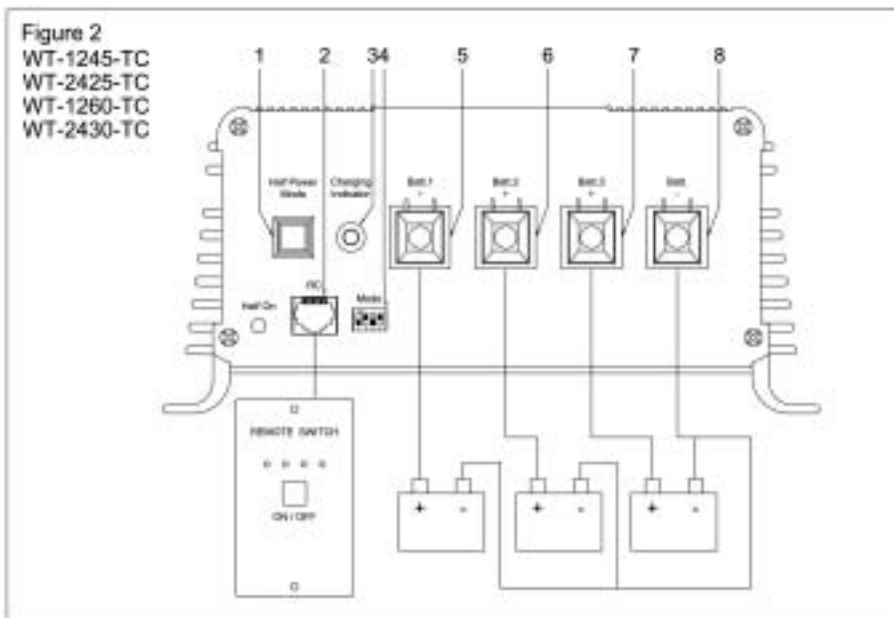 Figure 2
WT-1245-TC
WT-2425-TC
WT-1260-TC
WT-2430-TC
1 2 3 4 5 6 7 8
Half Power
Mode
Charging
Indicator
Batt.1
+
Batt.2
+
Batt.3
+
Batt.
-
Half On
RC
Mode
REMOTE SWITCH
ON / OFF
+ - + - + -